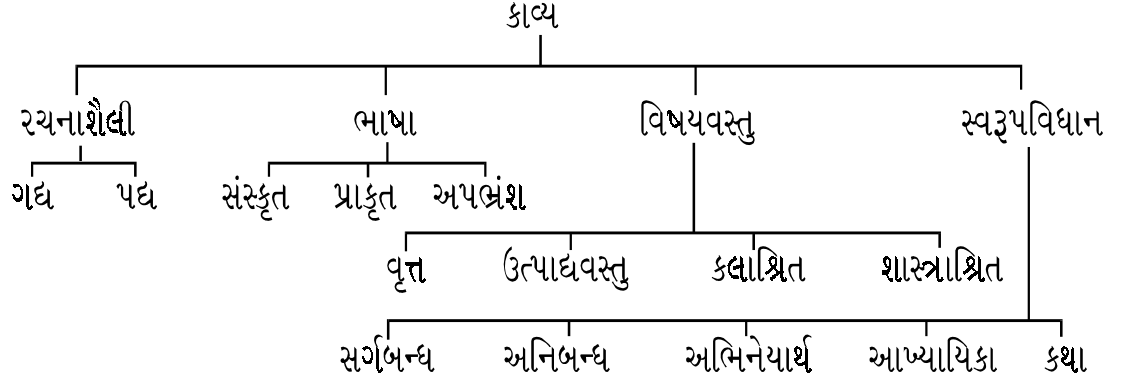 કાવ્ય
રચનાશૈલી ભાષા વિષયવસ્તુ સ્વરૂપવિધાન
ગદ્ય પદ્ય સંસ્કૃત પ્રાકૃત અપભ્રંશ
વૃત્ત ઉત્પાદ્યવસ્તુ કલાશ્રિત શાસ્ત્રાશ્રિત
સર્ગબન્ધ અનિબન્ધ અભિનેયાર્થ આખ્યાયિકા કથા